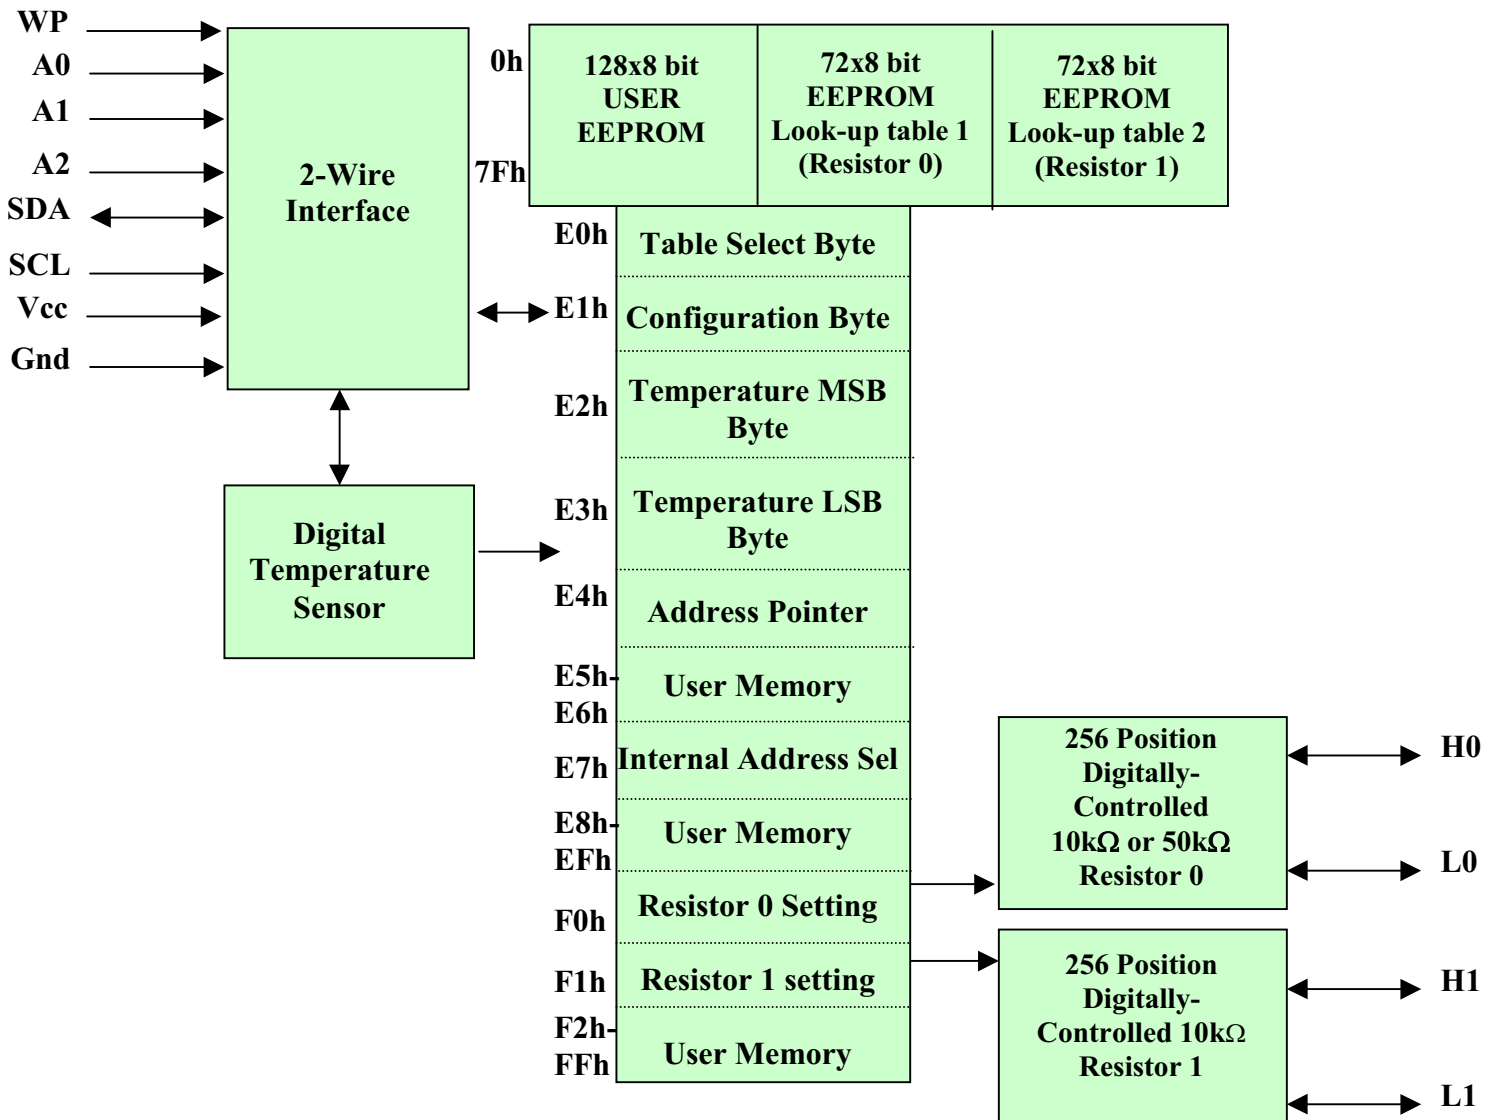 WP
A0
A1
A2
SDA
SCL
Vcc
Gnd
2-Wire
Interface
Digital
Temperature
Sensor
0h
7Fh
128x8 bit
USER
EEPROM
72x8 bit
EEPROM
Look-up table 1
(Resistor 0)
72x8 bit
EEPROM
Look-up table 2
(Resistor 1)
E0h
Table Select Byte
E1h
Configuration Byte
E2h
Temperature MSB
Byte
E3h
Temperature LSB
Byte
E4h
Address Pointer
E5h-
E6h
User Memory
E7h
Internal Address Sel
E8h-
EFh
User Memory
F0h
Resistor 0 Setting
F1h
Resistor 1 setting
F2h-
FFh
User Memory
256 Position
Digitally-
Controlled
10kΩ or 50kΩ
Resistor 0
H0
L0
256 Position
Digitally-
Controlled 10kΩ
Resistor 1
H1
L1